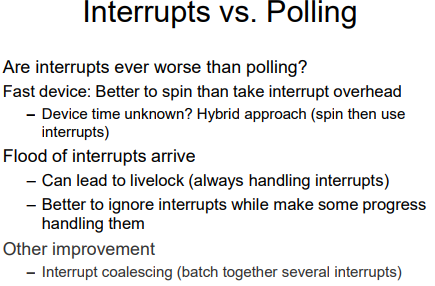 Interrupts vs. Polling
Are interrupts ever worse than polling?
Fast device: Better to spin than take interrupt overhead
– Device time unknown? Hybrid approach (spin then use
interrupts)
Flood of interrupts arrive
– Can lead to livelock (always handling interrupts)
– Better to ignore interrupts while make some progress
handling them
Other improvement
– Interrupt coalescing (batch together several interrupts)